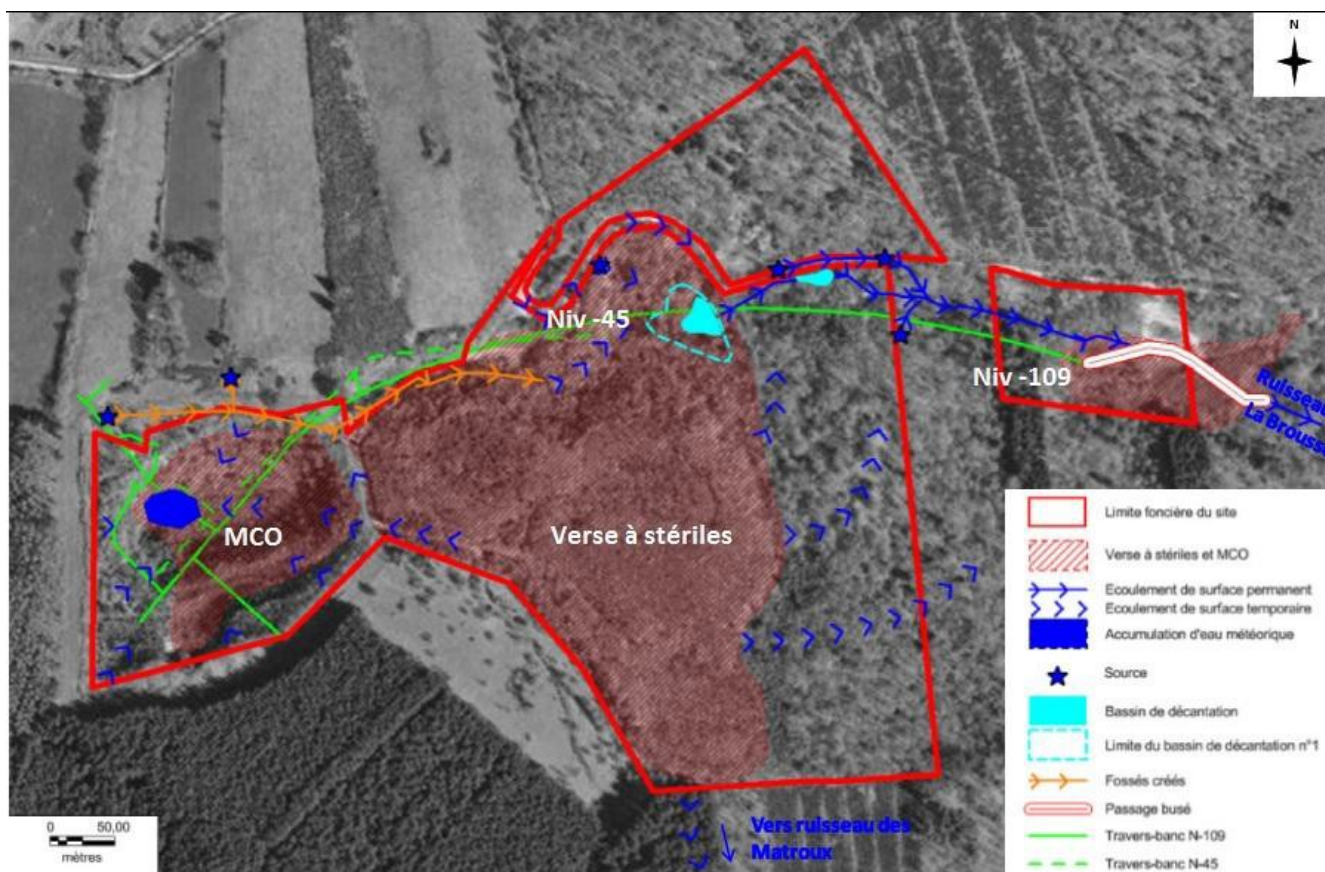 N
Niv -45
Niv -109
Ruisseau
La Brousse
MCO
Verse à stériles
Vers ruisseau des
Matroux
0 50,00
mètres
Limite foncière du site
Verse à stériles et MCO
Ecoulement de surface permanent
Ecoulement de surface temporaire
Accumulation d'eau météorique
Source
Bassin de décantation
Limite du bassin de décantation n°1
Fossés créés
Passage busé
Travers-banc N-109
Travers-banc N-45